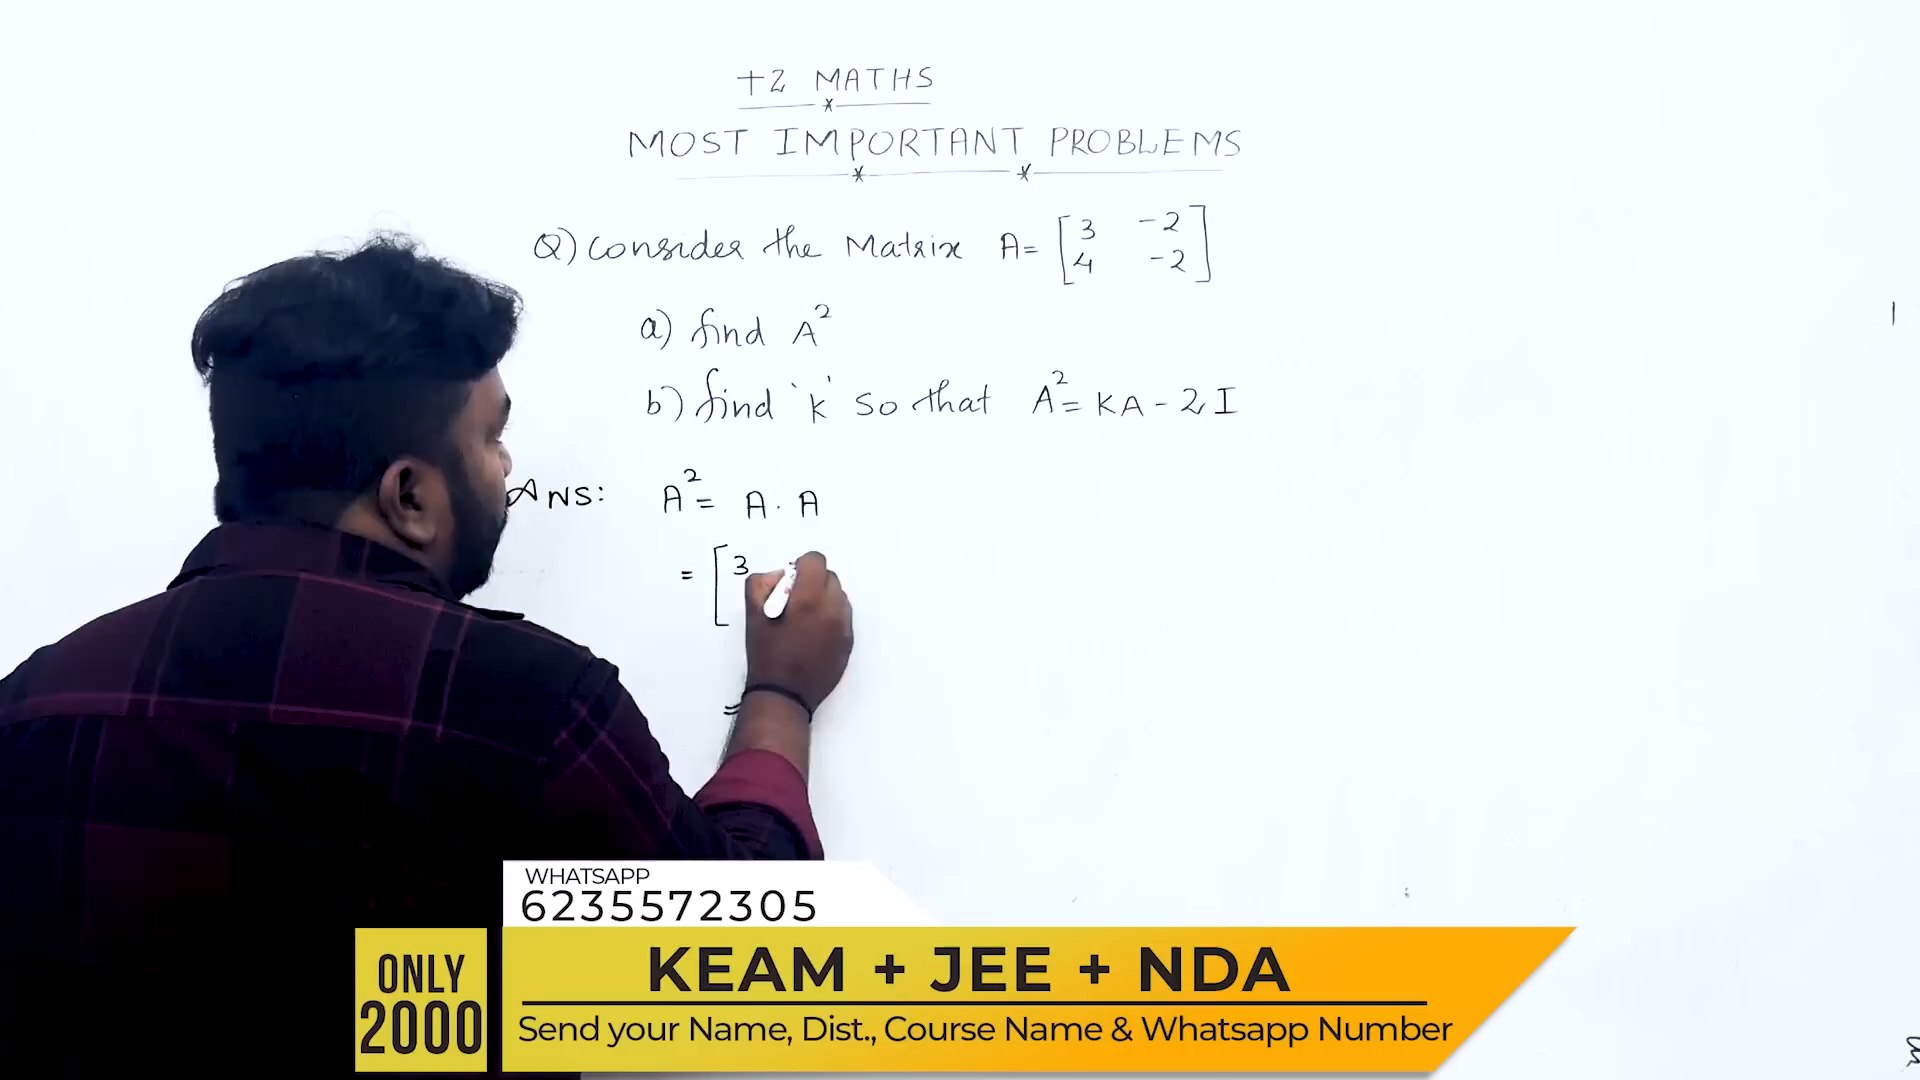 +2 MATHS
MOST IMPORTANT PROBLEMS
Q) Consider the Matrix A= [3 -2
4 -2]
a) find A²
b) find 'K' so that A² = KA - 2I
ANS: A² = A . A
= [3
=
WHATSAPP
6235572305
ONLY
2000
KEAM + JEE + NDA
Send your Name, Dist., Course Name & Whatsapp Number